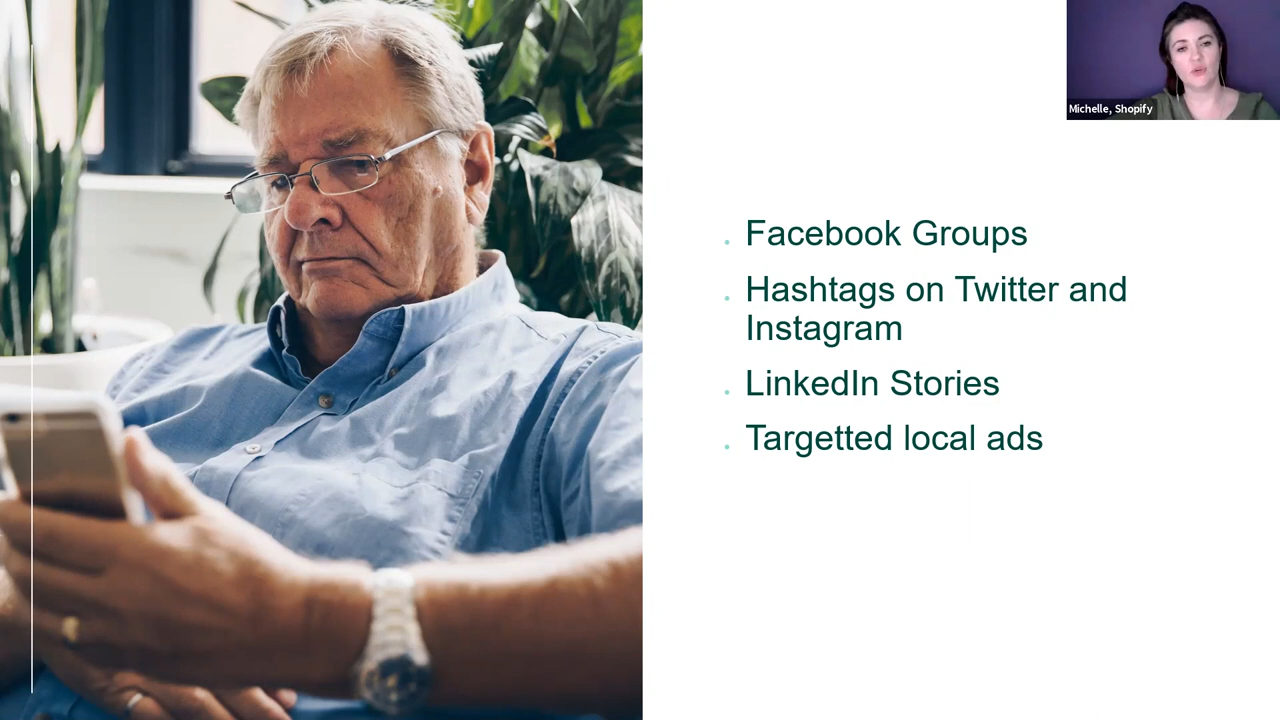 Michelle, Shopify
. Facebook Groups
. Hashtags on Twitter and
Instagram
. LinkedIn Stories
. Targetted local ads